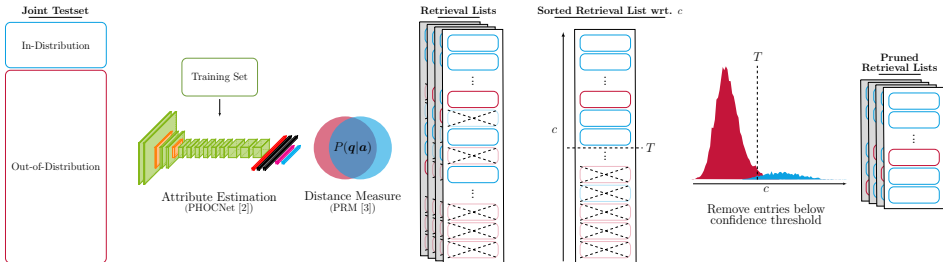 Joint Testset
In-Distribution
Out-of-Distribution
Training Set
Attribute Estimation
(PHOCNet [2])
P(q|a)
Distance Measure
(PRM [3])
Retrieval Lists
Sorted Retrieval List wrt. c
c
T
T
c
Remove entries below
confidence threshold
Pruned
Retrieval Lists